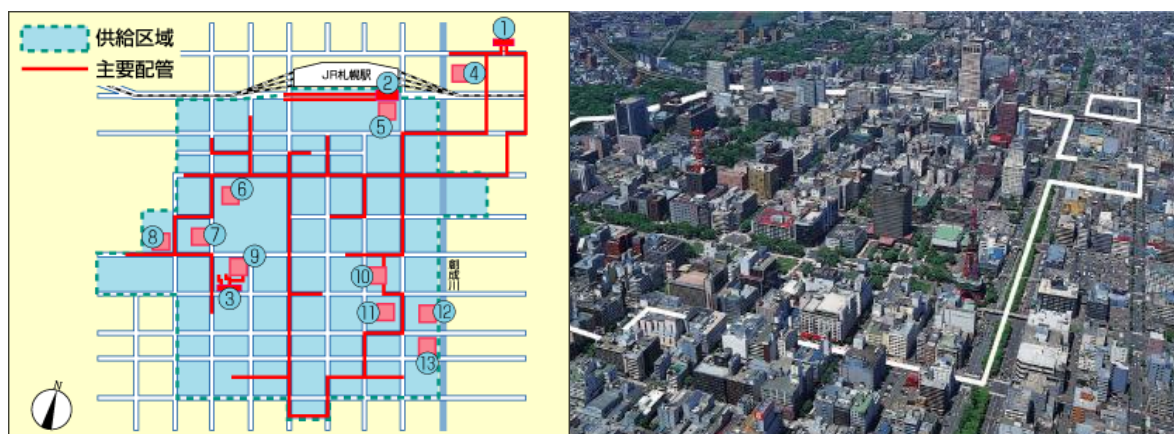 供給区域
主要配管
JR札幌駅
①
②
③
④
⑤
⑥
⑦
⑧
⑨
⑩
⑪
⑫
⑬
創成川
N